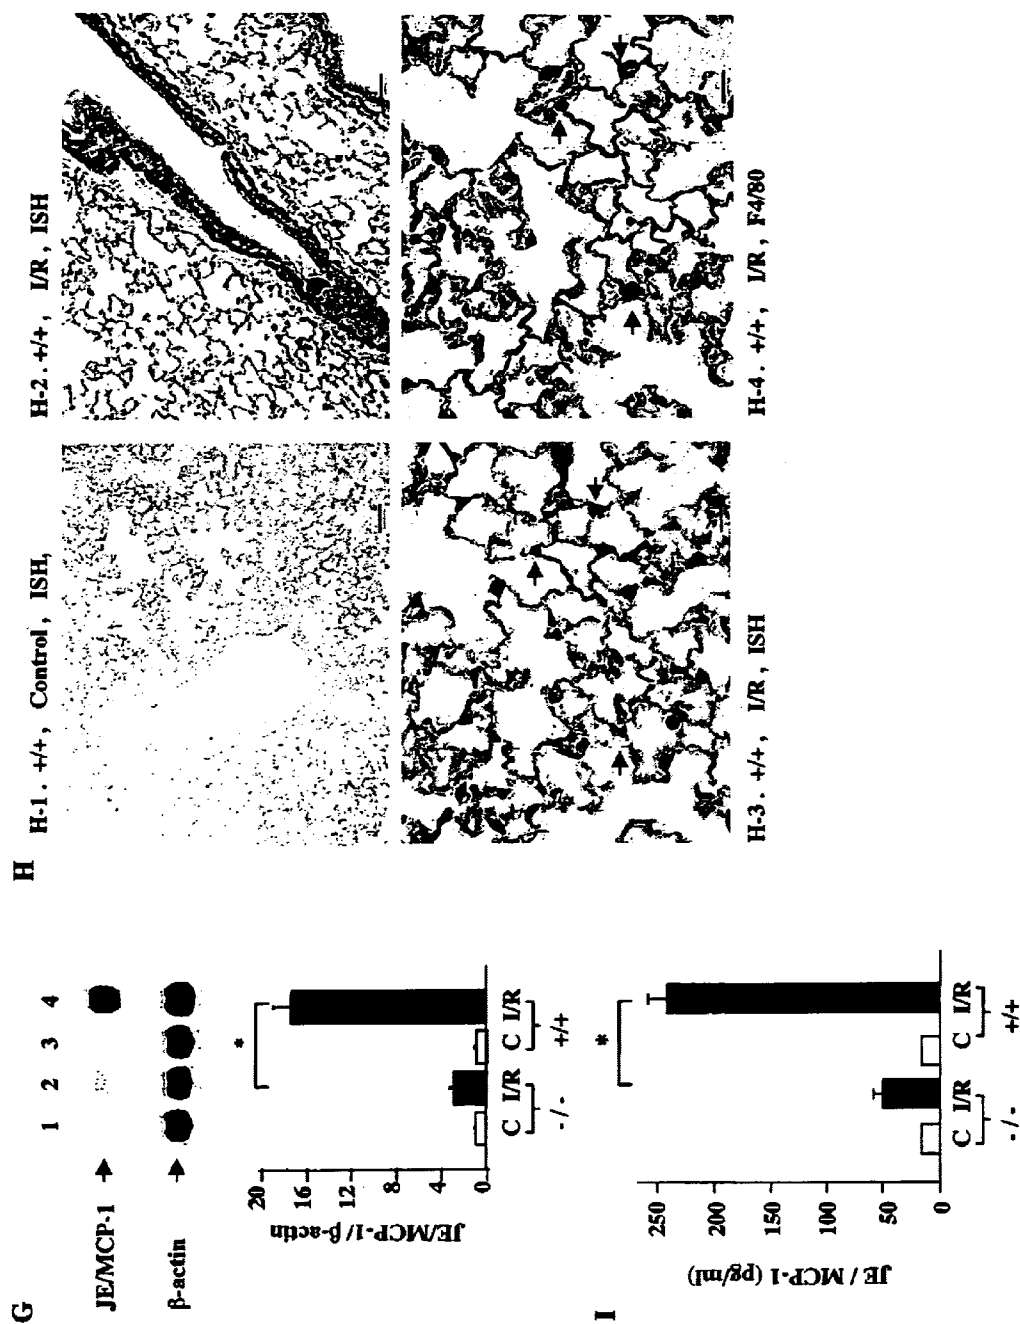 G
1 2 3 4
JE/MCP-1
β-actin
JE/MCP-1/ β-actin
20
16
12
8
4
0
*
C I/R C I/R
-/- +/+
H
H-1. +/+, Control, ISH,
H-2. +/+, I/R, ISH
H-3. +/+, I/R, ISH
H-4. +/+, I/R, F4/80
I
JE / MCP-1 (pg/ml)
250
200
150
100
50
0
*
C I/R C I/R
-/- +/+